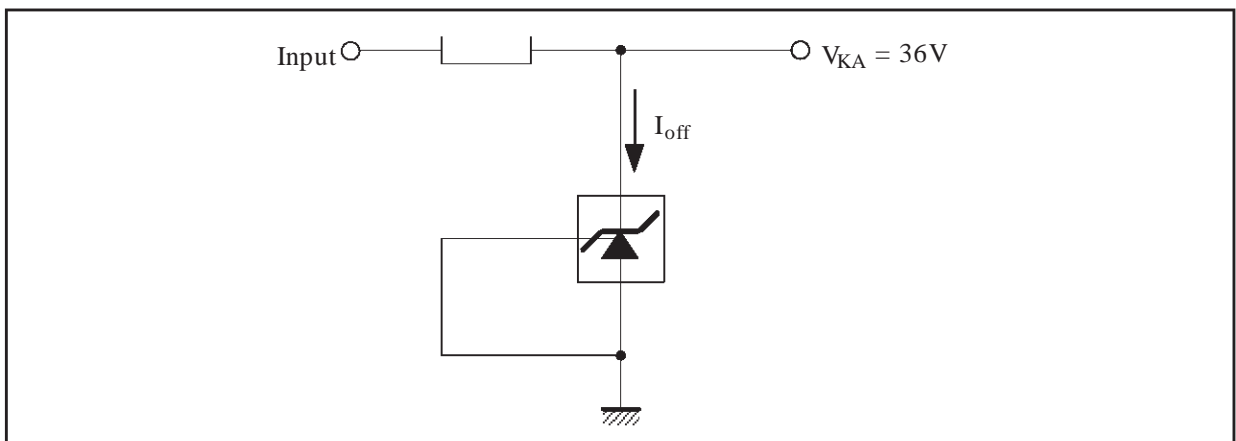 Input
V_KA = 36V
I_off